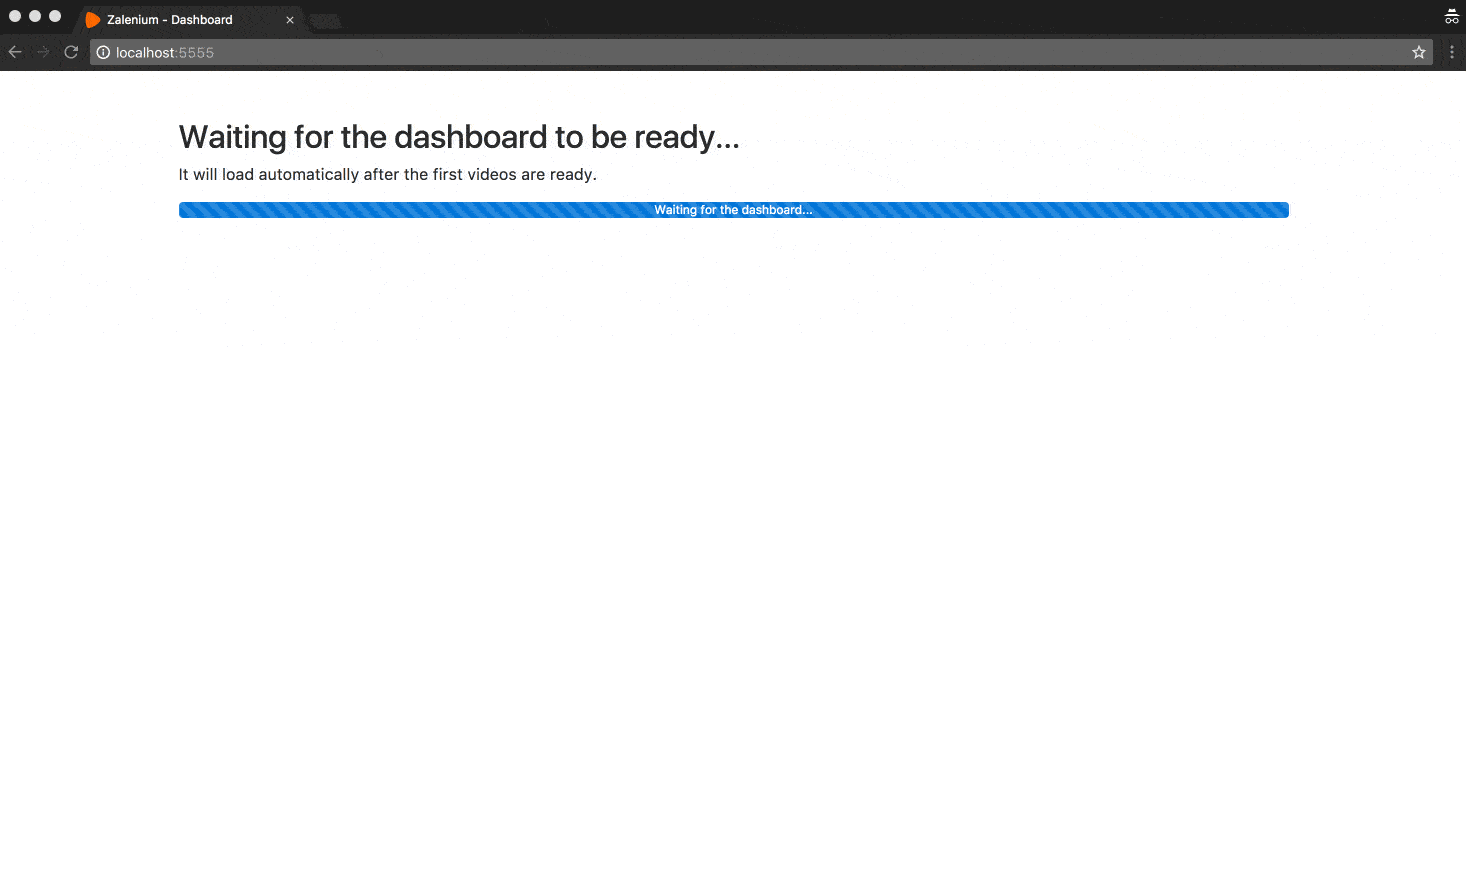 Zalenium - Dashboard
localhost:5555
Waiting for the dashboard to be ready...
It will load automatically after the first videos are ready.
Waiting for the dashboard...